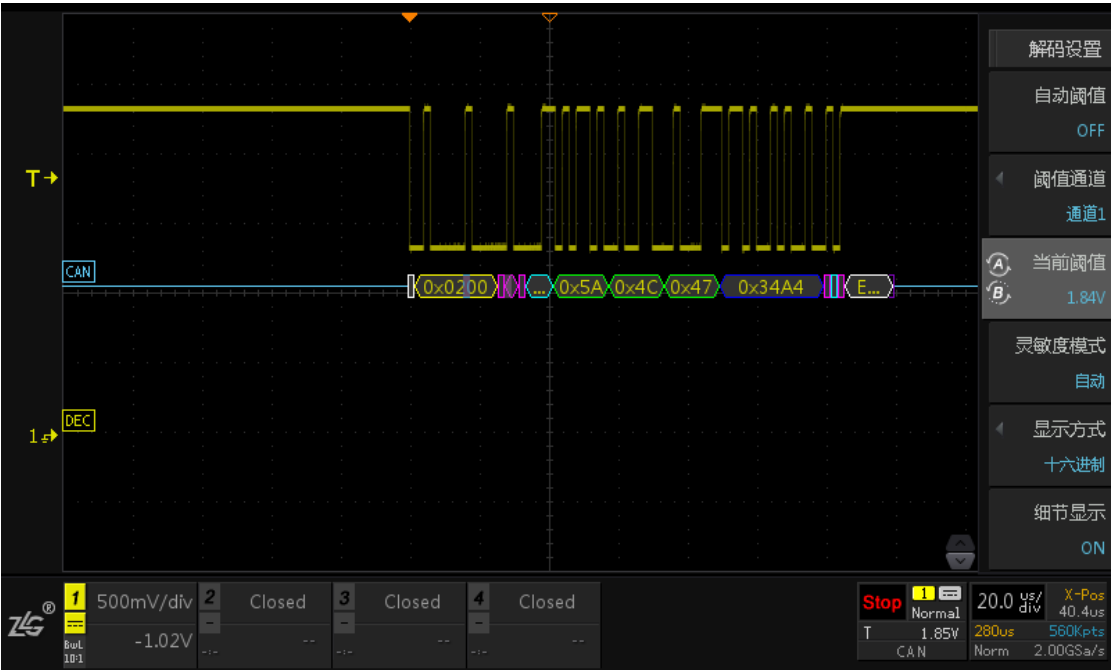 解码设置
自动阈值
OFF
T
阈值通道
通道1
CAN
A
当前阈值
0x0200 ... 0x5A 0x4C 0x47 0x34A4 E...
B
1.84V
灵敏度模式
自动
DEC
1
显示方式
十六进制
细节显示
ON
ZLG®
1 500mV/div 2 Closed 3 Closed 4 Closed
-1.02V -- -- --
BwL
10:1 -:- -:- -:-
Stop 1 Normal
T 1.85V
CAN
20.0 us/div X-Pos
40.4us
280us 560Kpts
Norm 2.00GSa/s